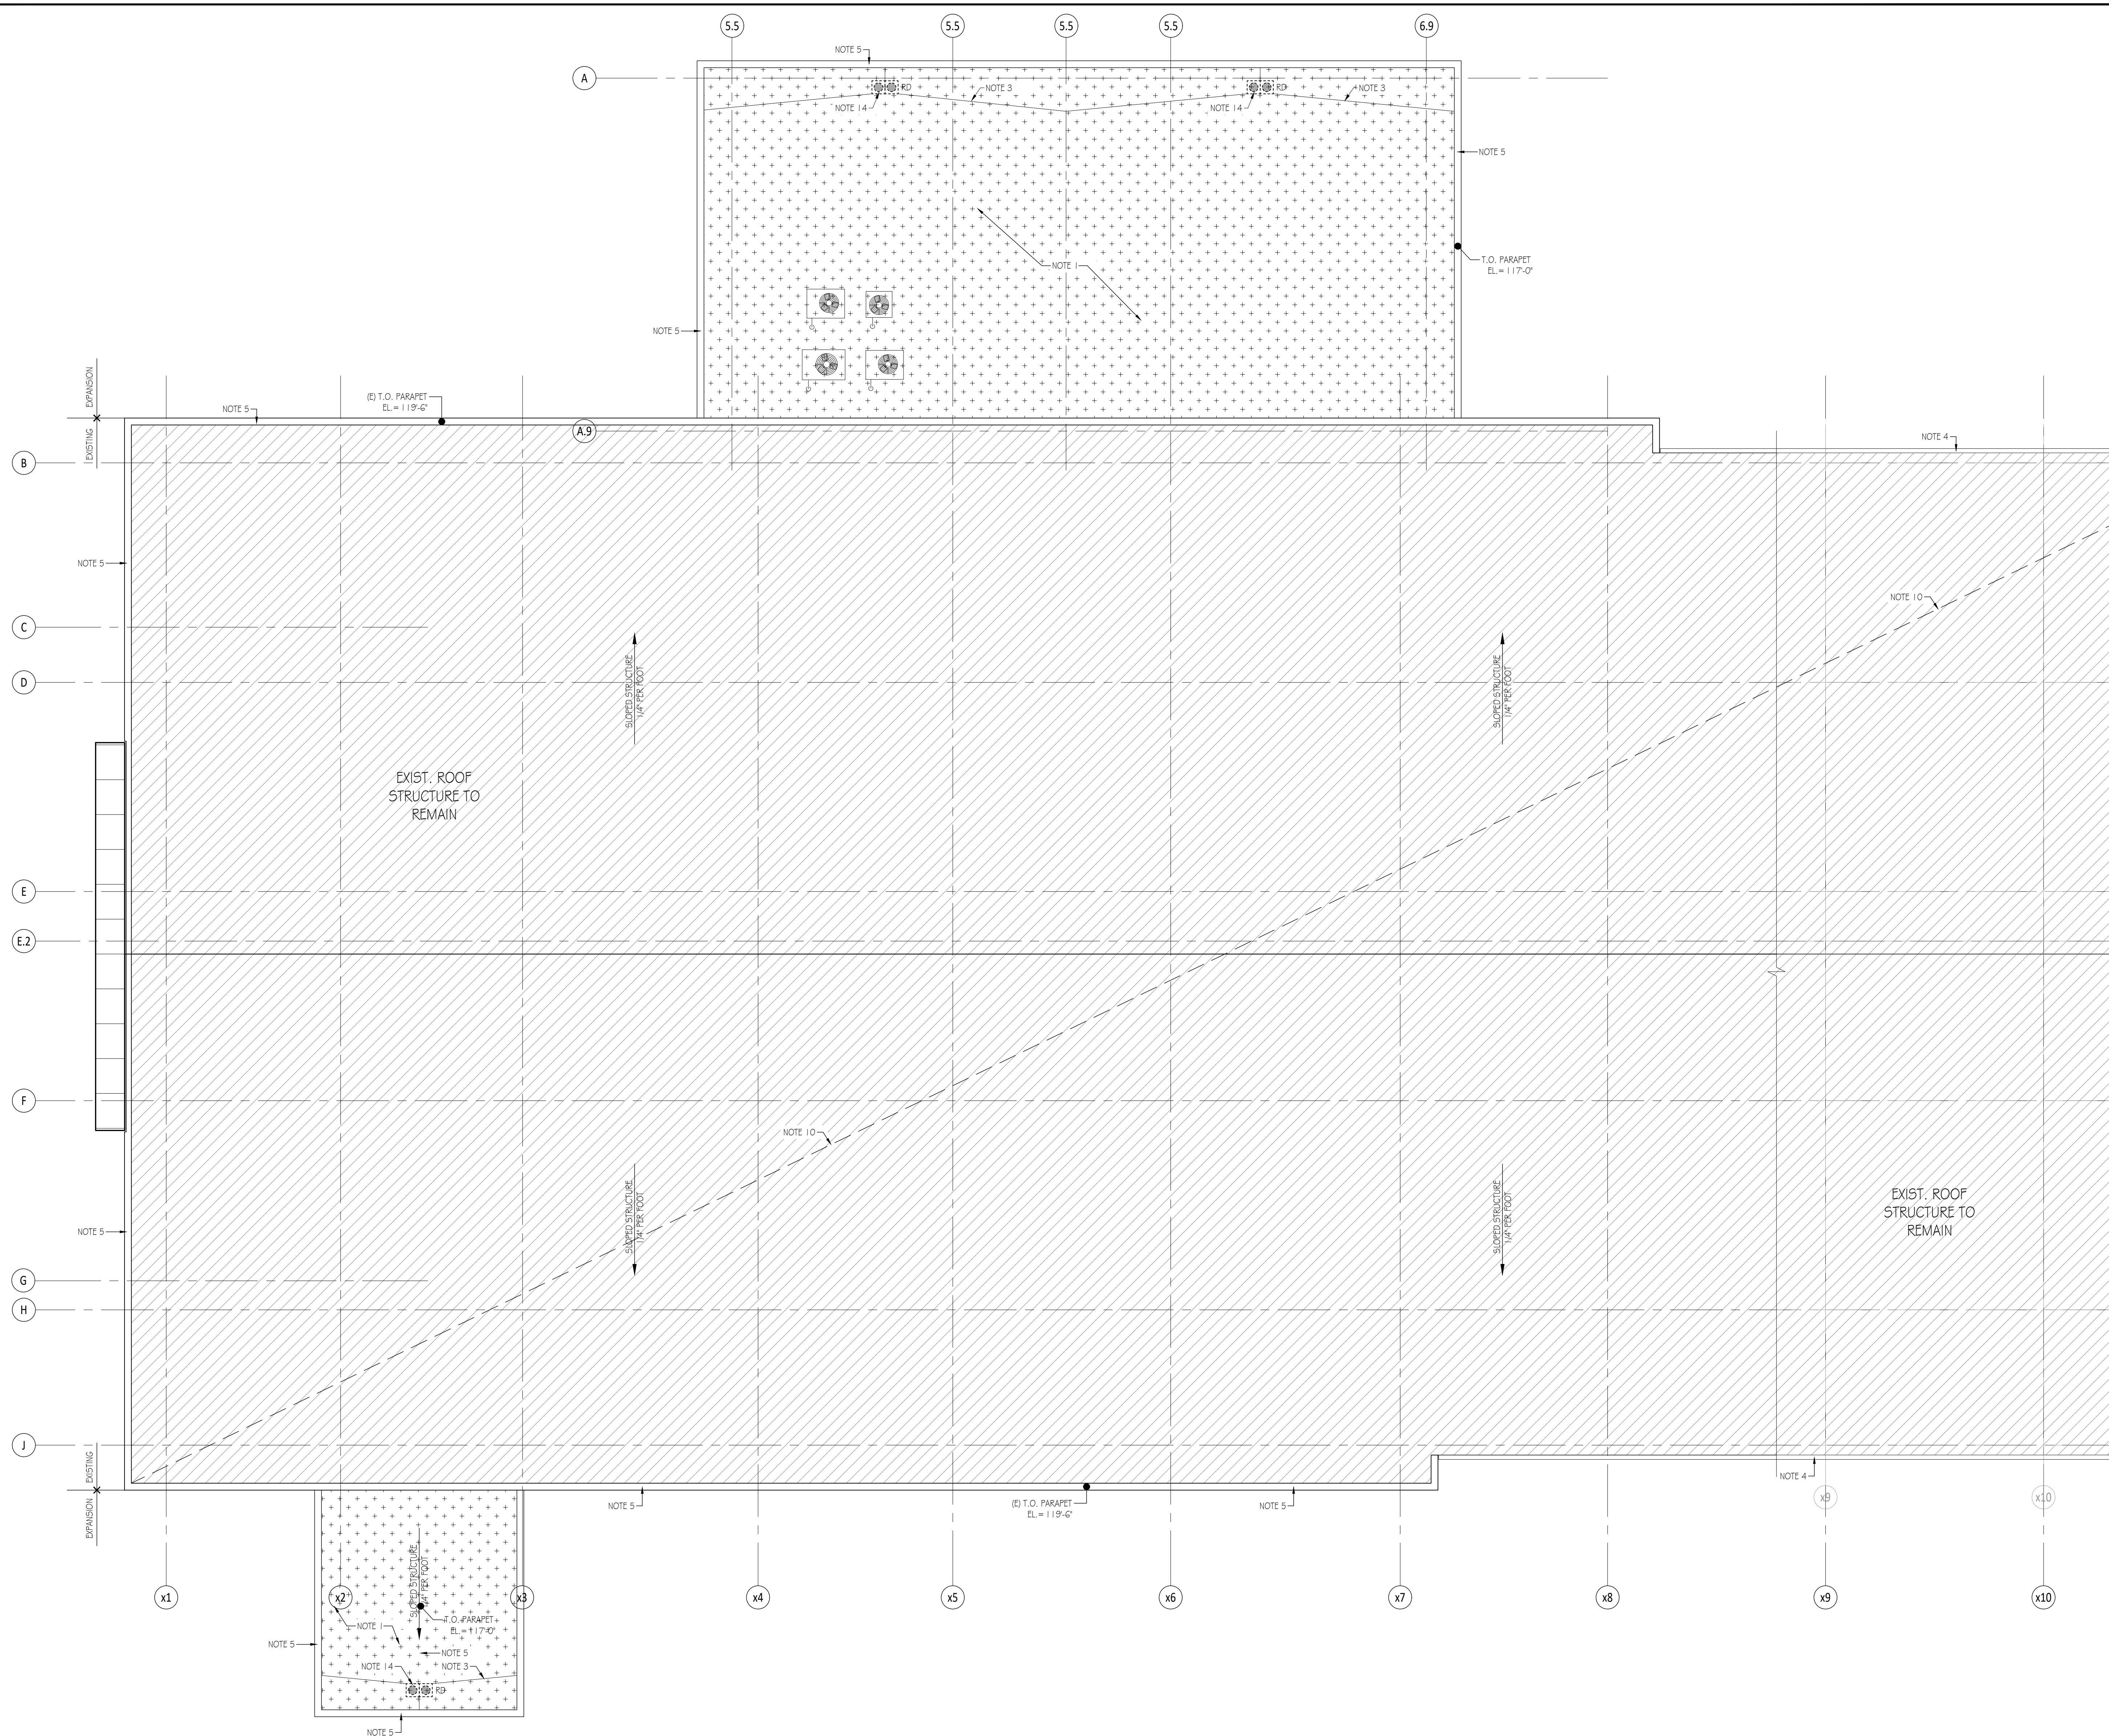 5.5
5.5
5.5
5.5
6.9
NOTE 5
A
RD
NOTE 3
RD
NOTE 3
NOTE 14
NOTE 14
NOTE 5
T.O. PARAPET
EL.= 117'-0"
NOTE 1
NOTE 5
EXPANSION
EXISTING
(E) T.O. PARAPET
EL.= 119'-6"
NOTE 5
A.9
NOTE 4
B
NOTE 5
NOTE 10
C
SLOPED STRUCTURE
1/4" PER FOOT
SLOPED STRUCTURE
1/4" PER FOOT
D
EXIST. ROOF
STRUCTURE TO
REMAIN
E
E.2
F
NOTE 10
SLOPED STRUCTURE
1/4" PER FOOT
SLOPED STRUCTURE
1/4" PER FOOT
EXIST. ROOF
STRUCTURE TO
REMAIN
NOTE 5
G
H
J
EXISTING
EXPANSION
NOTE 4
NOTE 5
(E) T.O. PARAPET
EL.= 119'-6"
NOTE 5
x9
x10
SLOPED STRUCTURE
1/4" PER FOOT
x1
x2
x3
x4
x5
x6
x7
x8
x9
x10
T.O. PARAPET
EL.= 117'-0"
NOTE 1
NOTE 5
NOTE 5
NOTE 14
NOTE 3
RD
NOTE 5